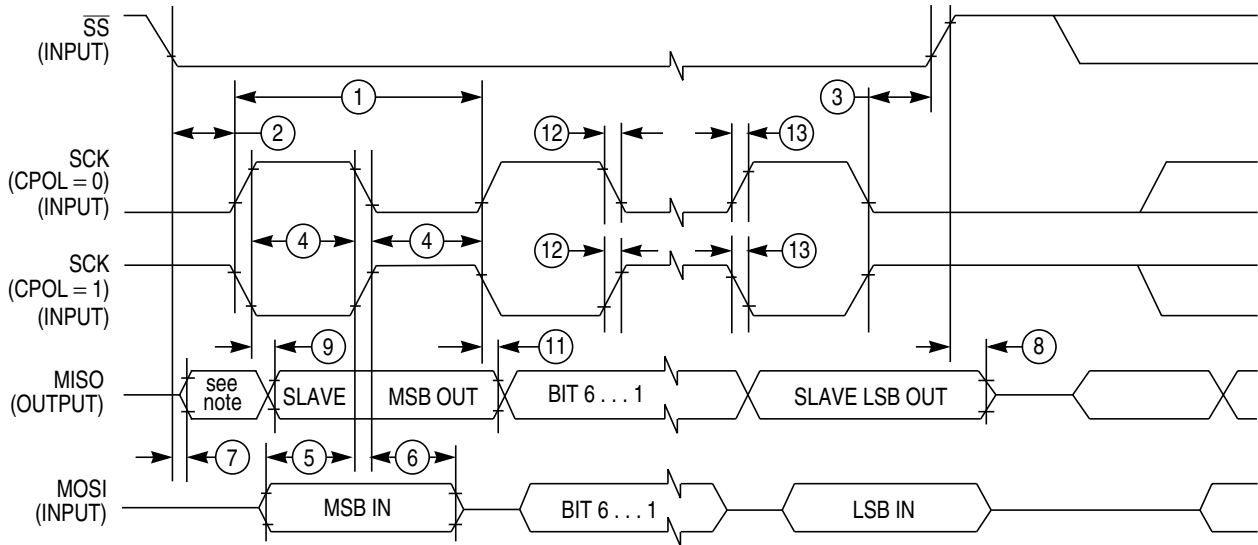 SS
(INPUT)
1
3
2
12
13
SCK
(CPOL = 0)
(INPUT)
4
4
12
13
SCK
(CPOL = 1)
(INPUT)
9
11
8
MISO
(OUTPUT)
see
note
SLAVE
MSB OUT
BIT 6 . . . 1
SLAVE LSB OUT
7
5
6
MOSI
(INPUT)
MSB IN
BIT 6 . . . 1
LSB IN